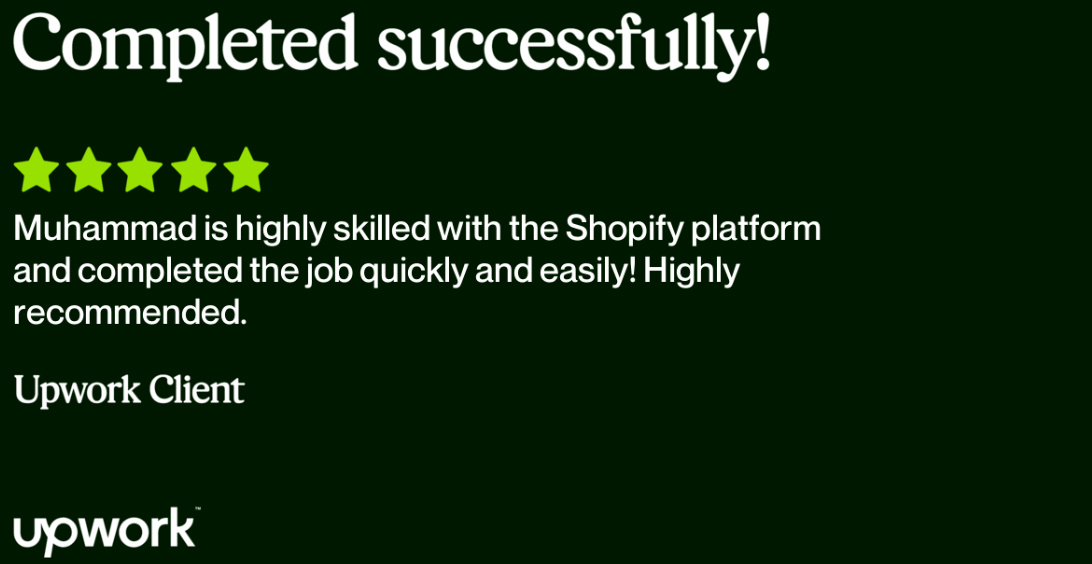 Completed successfully!
Muhammad is highly skilled with the Shopify platform
and completed the job quickly and easily! Highly
recommended.
Upwork Client
upwork™